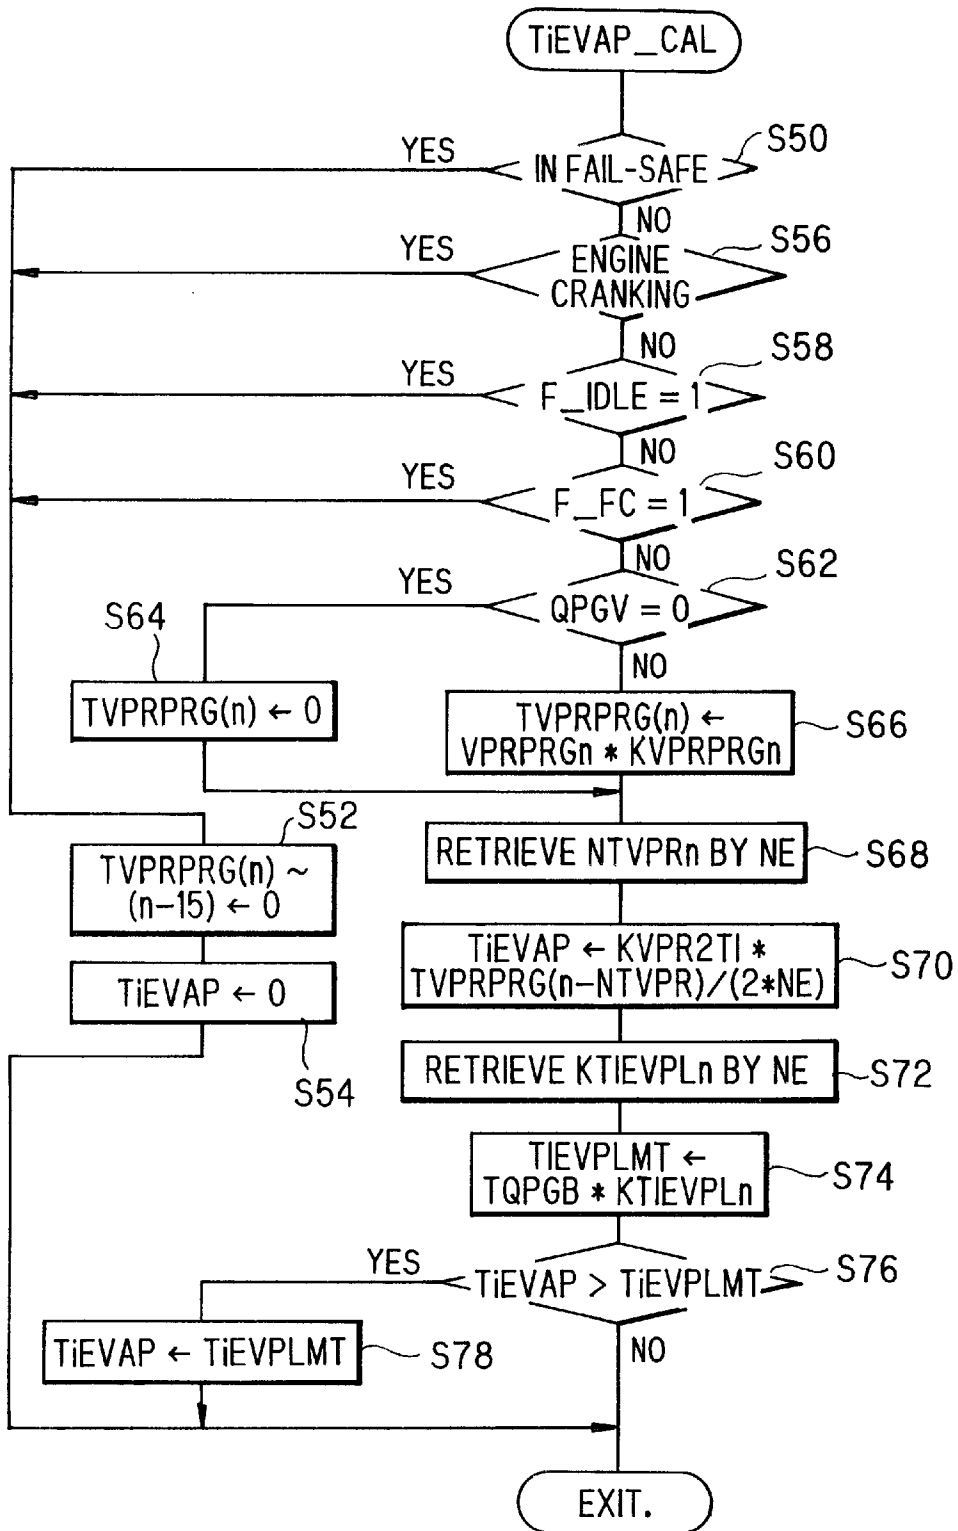 TiEVAP_CAL
S50
YES
IN FAIL-SAFE
NO
S56
YES
ENGINE
CRANKING
NO
S58
YES
F_IDLE = 1
NO
S60
YES
F_FC = 1
NO
S62
YES
QPGV = 0
S64
NO
TVPRPRG(n) ← 0
TVPRPRG(n) ←
VPRPRGn * KVPRPRGn
S66
S52
RETRIEVE NTVPRn BY NE
S68
TVPRPRG(n) ~
(n-15) ← 0
TiEVAP ← KVPR2TI *
TVPRPRG(n-NTVPR)/(2*NE)
S70
TiEVAP ← 0
S54
RETRIEVE KTIEVPLn BY NE
S72
TIEVPLMT ←
TQPGB * KTIEVPLn
S74
YES
TiEVAP > TiEVPLMT
S76
NO
TiEVAP ← TiEVPLMT
S78
EXIT.